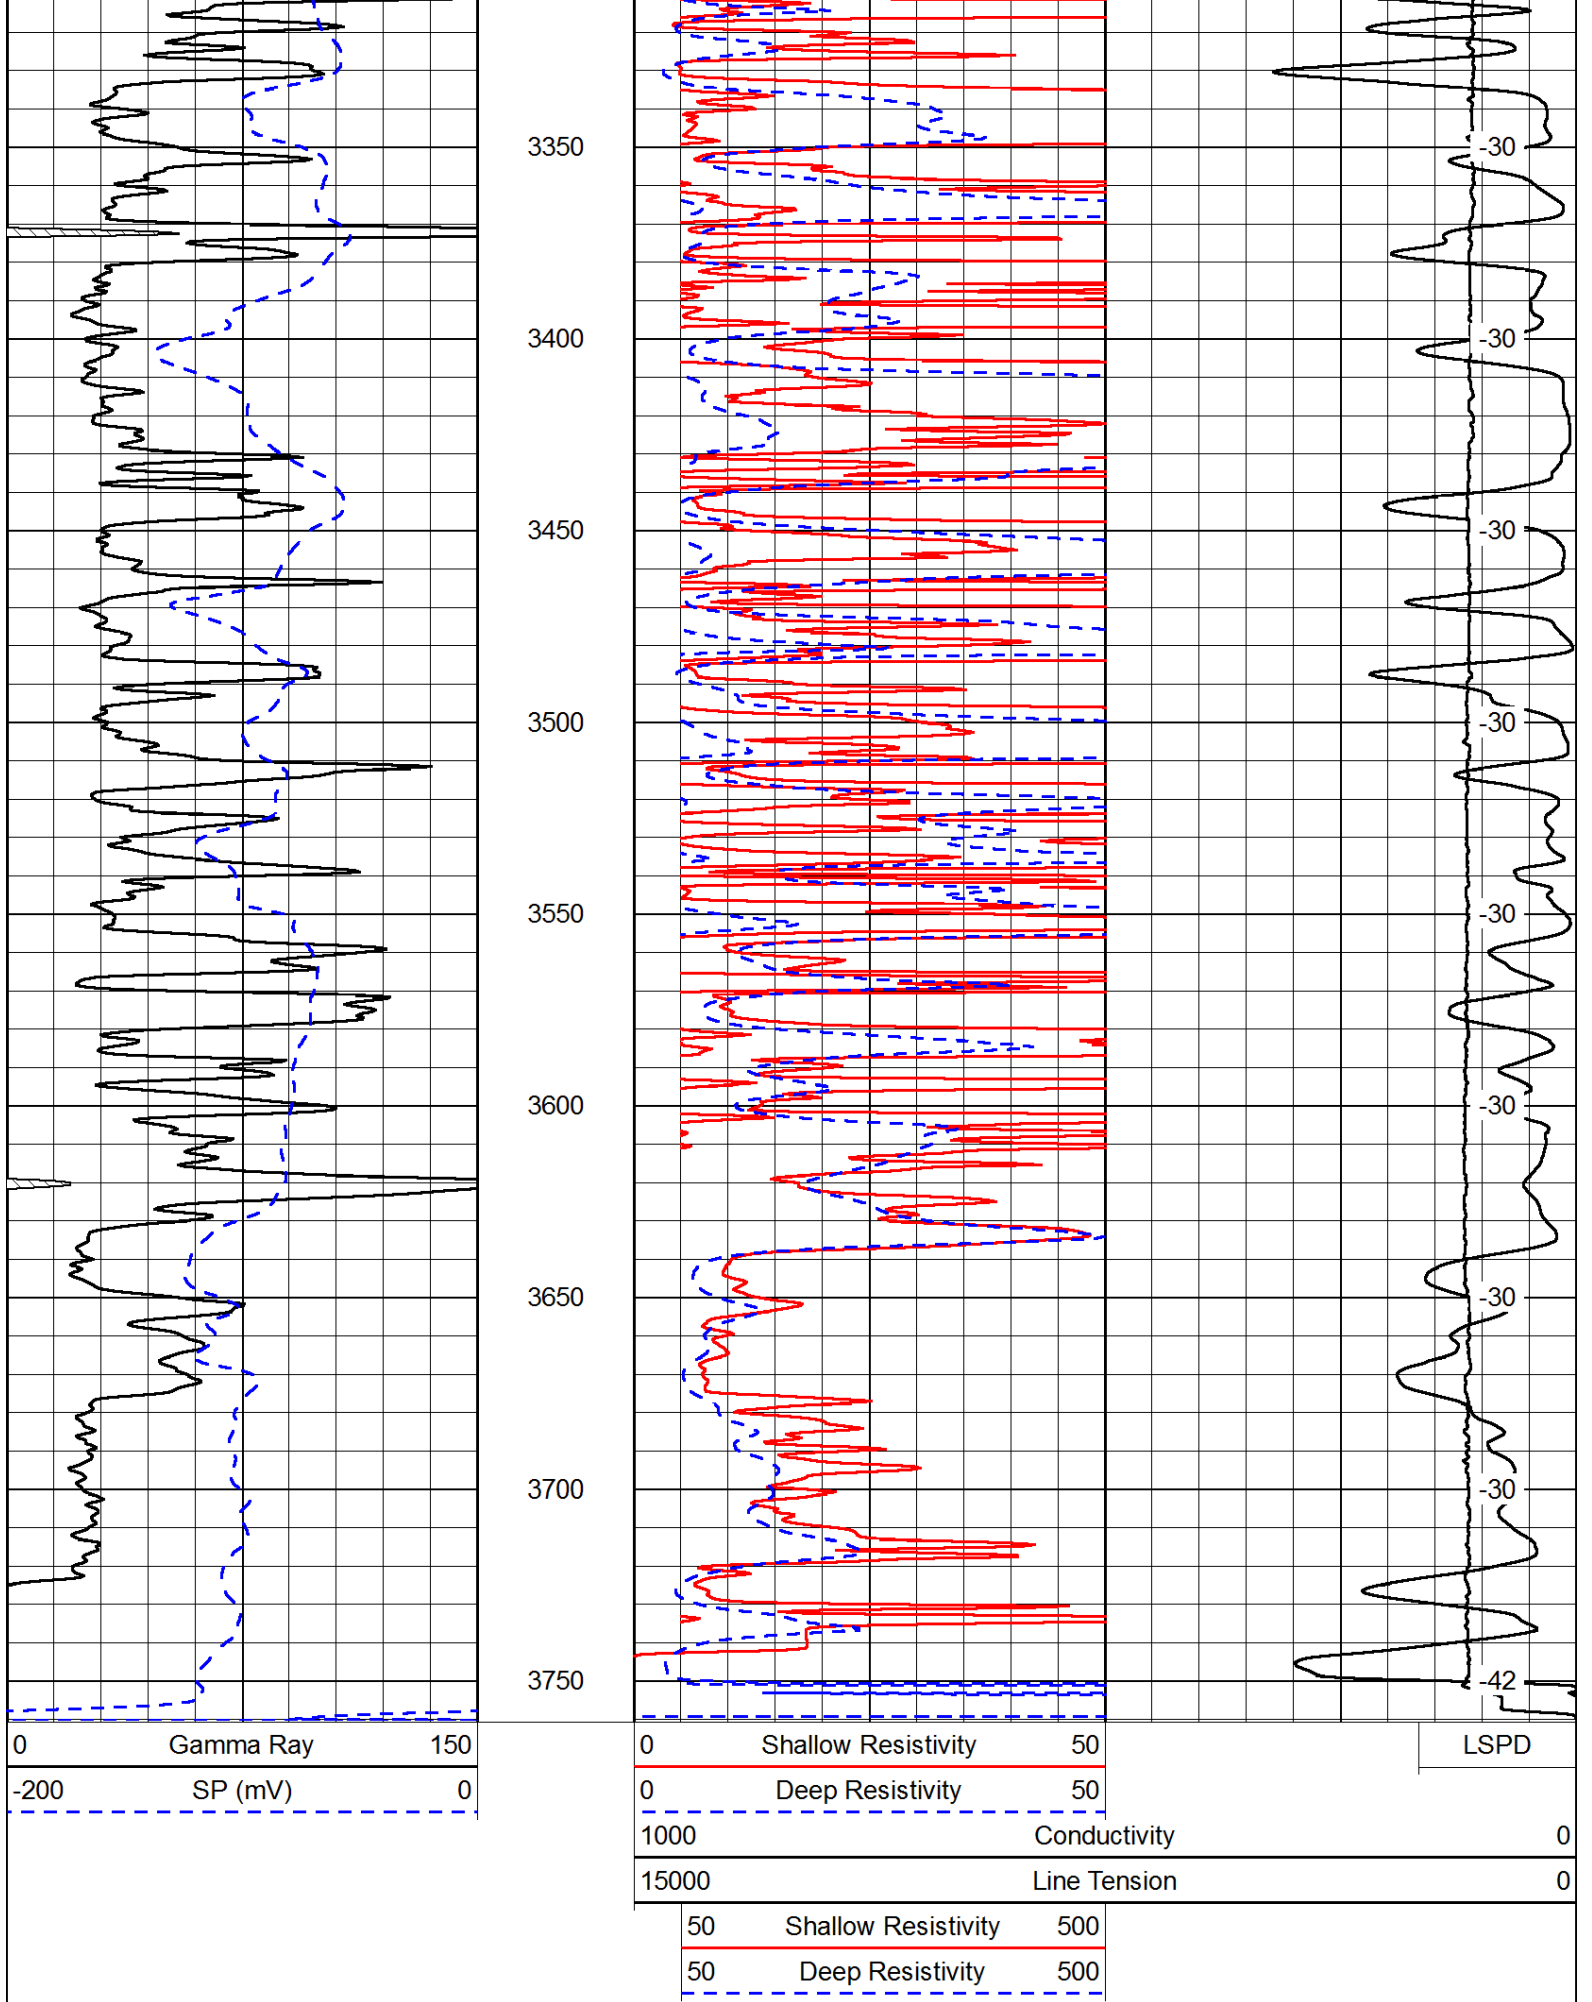 3350 -30
3400 -30
3450 -30
3500 -30
3550 -30
3600 -30
3650 -30
3700 -30
3750 -42
0 Gamma Ray 150 0 Shallow Resistivity 50 LSPD
-200 SP (mV) 0 0 Deep Resistivity 50
1000 Conductivity 0
15000 Line Tension 0
50 Shallow Resistivity 500
50 Deep Resistivity 500